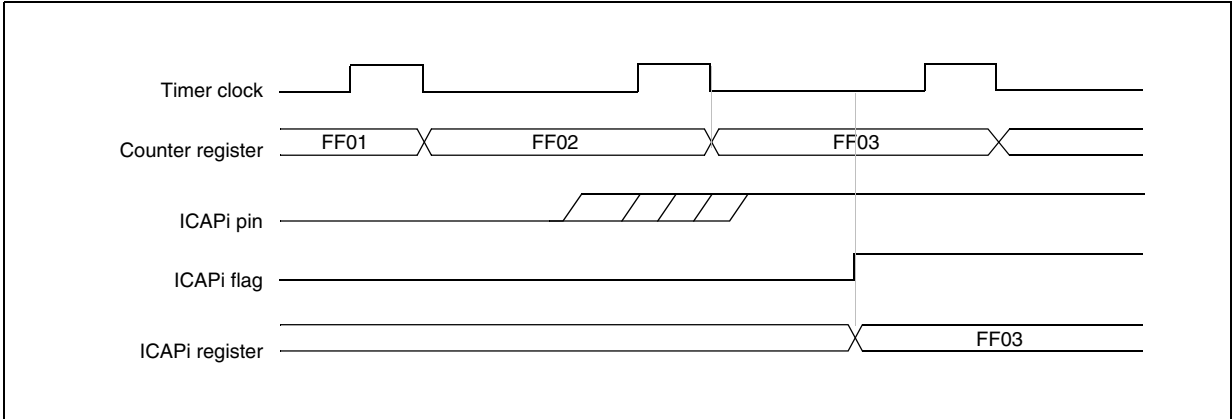 Timer clock
Counter register FF01 FF02 FF03
ICAPi pin
ICAPi flag
ICAPi register FF03